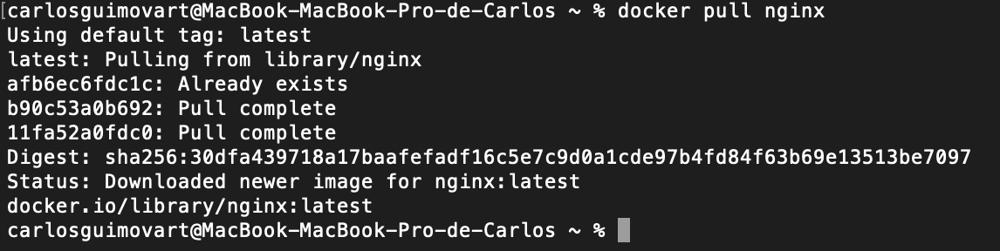 carlosguimovart@MacBook-MacBook-Pro-de-Carlos ~ % docker pull nginx
Using default tag: latest
latest: Pulling from library/nginx
afb6ec6fdc1c: Already exists
b90c53a0b692: Pull complete
11fa52a0fdc0: Pull complete
Digest: sha256:30dfa439718a17baafefadf16c5e7c9d0a1cde97b4fd84f63b69e13513be7097
Status: Downloaded newer image for nginx:latest
docker.io/library/nginx:latest
carlosguimovart@MacBook-MacBook-Pro-de-Carlos ~ %